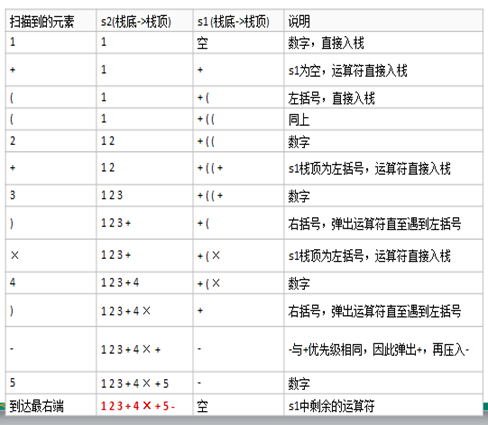 扫描到的元素 s2(栈底->栈顶) s1 (栈底->栈顶) 说明
1 1 空 数字，直接入栈
+ 1 + s1为空，运算符直接入栈
( 1 + ( 左括号，直接入栈
( 1 + ( ( 同上
2 1 2 + ( ( 数字
+ 1 2 + ( ( + s1栈顶为左括号，运算符直接入栈
3 1 2 3 + ( ( + 数字
) 1 2 3 + + ( 右括号，弹出运算符直至遇到左括号
× 1 2 3 + + ( × s1栈顶为左括号，运算符直接入栈
4 1 2 3 + 4 + ( × 数字
) 1 2 3 + 4 × + 右括号，弹出运算符直至遇到左括号
- 1 2 3 + 4 × + - -与+优先级相同，因此弹出+，再压入-
5 1 2 3 + 4 × + 5 - 数字
到达最右端 1 2 3 + 4 × + 5 - 空 s1中剩余的运算符